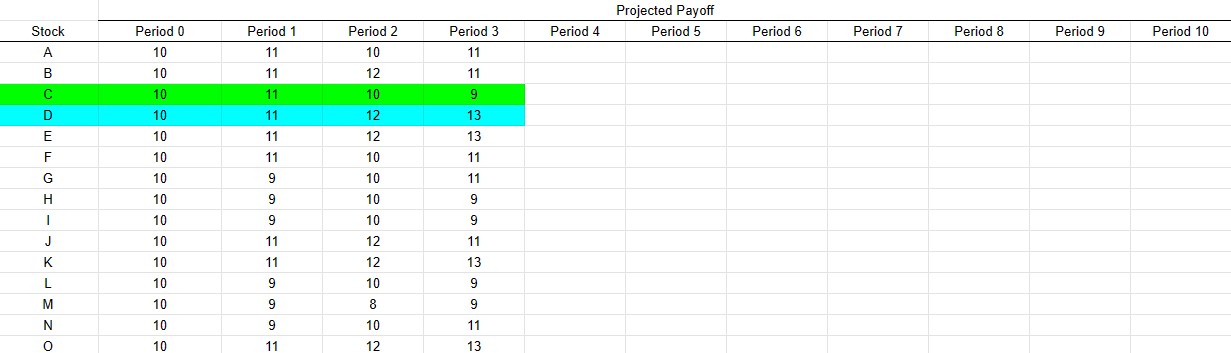 Projected Payoff
Stock Period 0 Period 1 Period 2 Period 3 Period 4 Period 5 Period 6 Period 7 Period 8 Period 9 Period 10
A 10 11 10 11
B 10 11 12 11
C 10 11 10 9
D 10 11 12 13
E 10 11 12 13
F 10 11 10 11
G 10 9 10 11
H 10 9 10 9
I 10 9 10 9
J 10 11 12 11
K 10 11 12 13
L 10 9 10 9
M 10 9 8 9
N 10 9 10 11
O 10 11 12 13